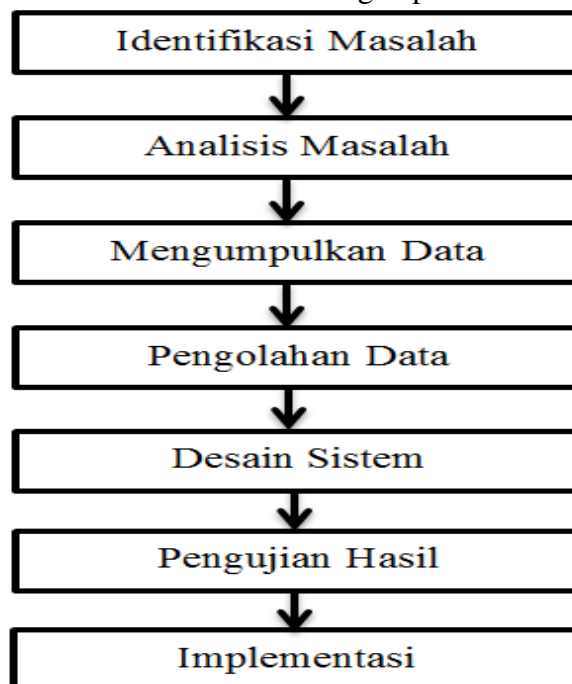 Identifikasi Masalah
Analisis Masalah
Mengumpulkan Data
Pengolahan Data
Desain Sistem
Pengujian Hasil
Implementasi